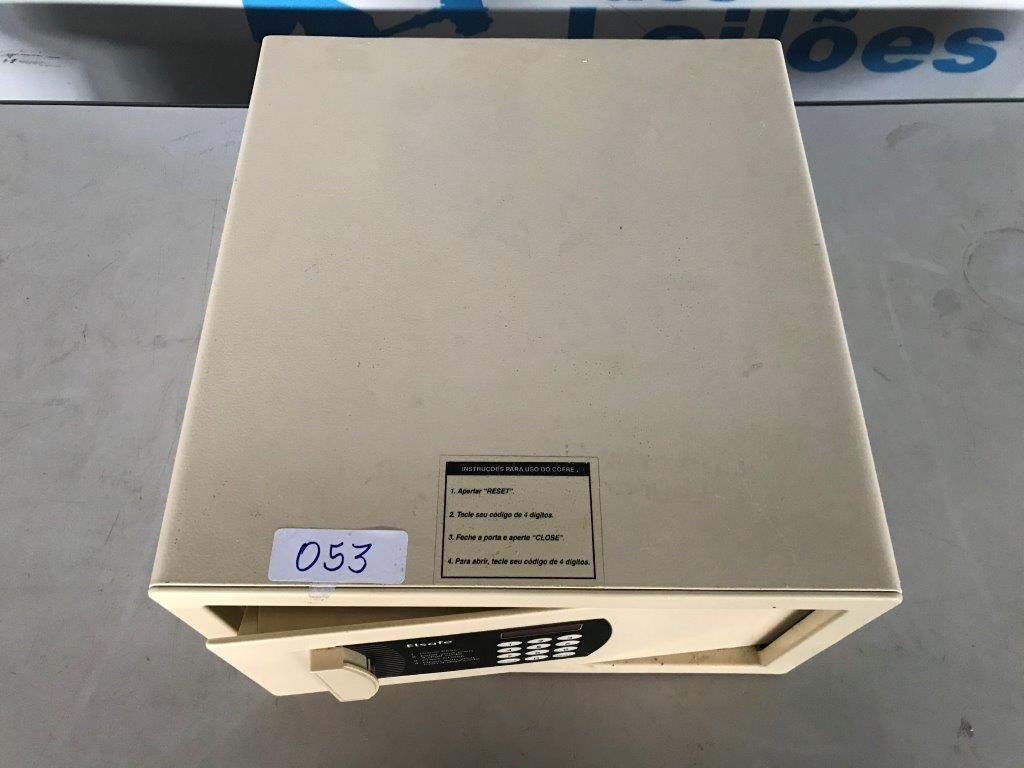 Leilões
INSTRUÇÕES PARA USO DO COFRE.
1. Apertar "RESET".
2. Tecle seu código de 4 dígitos.
3. Feche a porta e aperte "CLOSE".
4. Para abrir, tecle seu código de 4 dígitos.
053
Elsafe